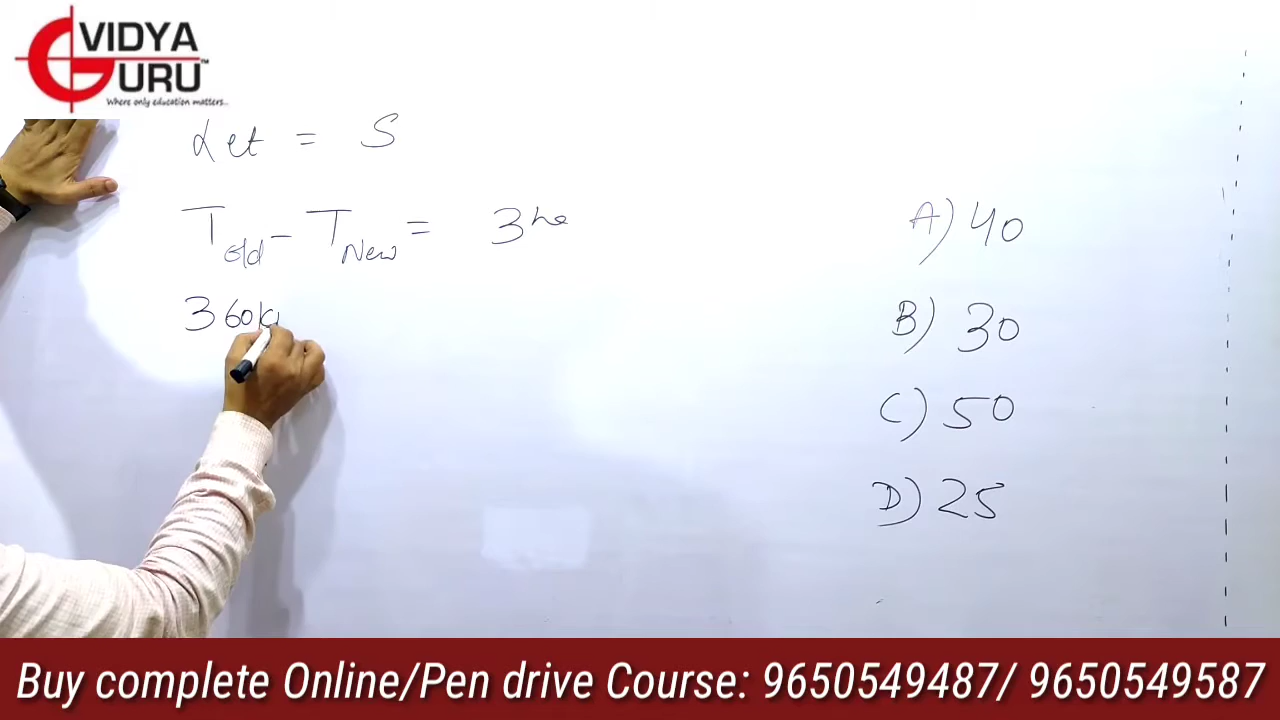 VIDYA
GURU™
Where only education matters...
Let = S
T old - T New = 3 hr
360k
A) 40
B) 30
C) 50
D) 25
Buy complete Online/Pen drive Course: 9650549487/ 9650549587